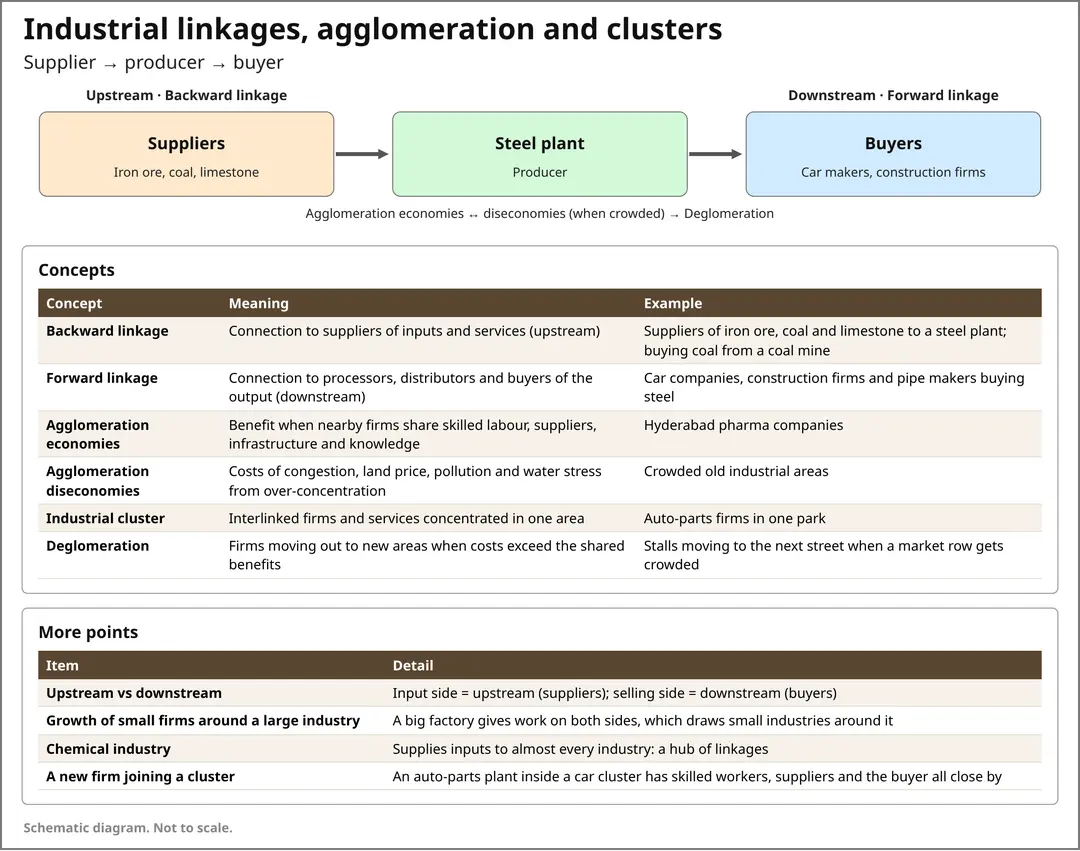 Industrial linkages, agglomeration and clusters
Supplier → producer → buyer
Upstream · Backward linkage
Downstream · Forward linkage
Suppliers
Iron ore, coal, limestone
Steel plant
Producer
Buyers
Car makers, construction firms
Agglomeration economies ↔ diseconomies (when crowded) → Deglomeration
Concepts
Concept Meaning Example
Backward linkage Connection to suppliers of inputs and services (upstream) Suppliers of iron ore, coal and limestone to a steel plant;
buying coal from a coal mine
Forward linkage Connection to processors, distributors and buyers of the Car companies, construction firms and pipe makers buying
output (downstream) steel
Agglomeration Benefit when nearby firms share skilled labour, suppliers, Hyderabad pharma companies
economies infrastructure and knowledge
Agglomeration Costs of congestion, land price, pollution and water stress Crowded old industrial areas
diseconomies from over-concentration
Industrial cluster Interlinked firms and services concentrated in one area Auto-parts firms in one park
Deglomeration Firms moving out to new areas when costs exceed the shared Stalls moving to the next street when a market row gets
benefits crowded
More points
Item Detail
Upstream vs downstream Input side = upstream (suppliers); selling side = downstream (buyers)
Growth of small firms around a large industry A big factory gives work on both sides, which draws small industries around it
Chemical industry Supplies inputs to almost every industry: a hub of linkages
A new firm joining a cluster An auto-parts plant inside a car cluster has skilled workers, suppliers and the buyer all close by
Schematic diagram. Not to scale.